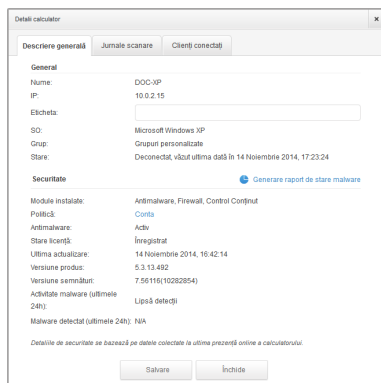 Detalii calculator
Descriere generală
Jurnale scanare
Clienți conectați
General
Nume: DOC-XP
IP: 10.0.2.15
Eticheta:
SO: Microsoft Windows XP
Grup: Grupuri personalizate
Stare: Deconectat, văzut ultima dată în 14 Noiembrie 2014, 17:23:24
Securitate
Generare raport de stare malware
Module instalate: Antimalware, Firewall, Control Conținut
Politică: Conta
Antimalware: Activ
Stare licență: Înregistrat
Ultima actualizare: 14 Noiembrie 2014, 16:42:14
Versiune produs: 5.3.13.492
Versiune semnături: 7.56116(10282854)
Activitate malware (ultimele
24h): Lipsă detecții
Malware detectat (ultimele 24h): N/A
Detaliile de securitate se bazează pe datele colectate la ultima prezență online a calculatorului.
Salvare
Închide